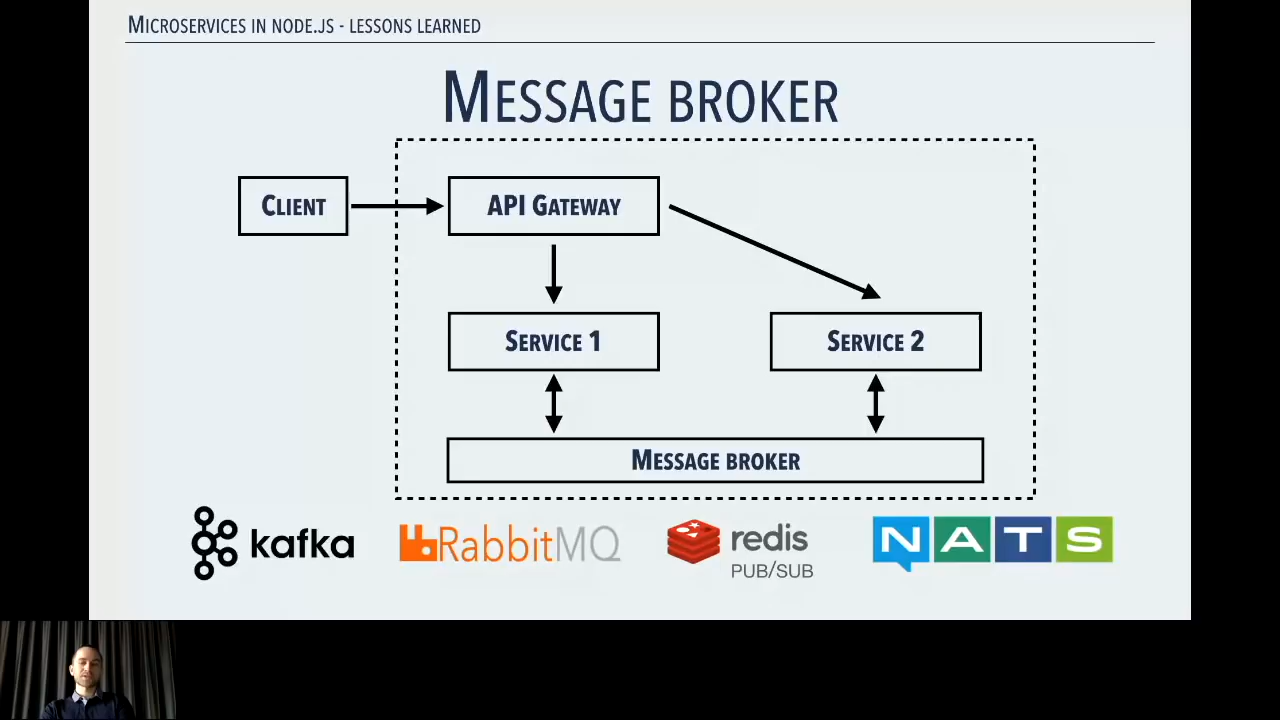 Microservices in node.js - lessons learned
Message broker
Client
API Gateway
Service 1
Service 2
Message broker
kafka
RabbitMQ
redis
PUB/SUB
NATS